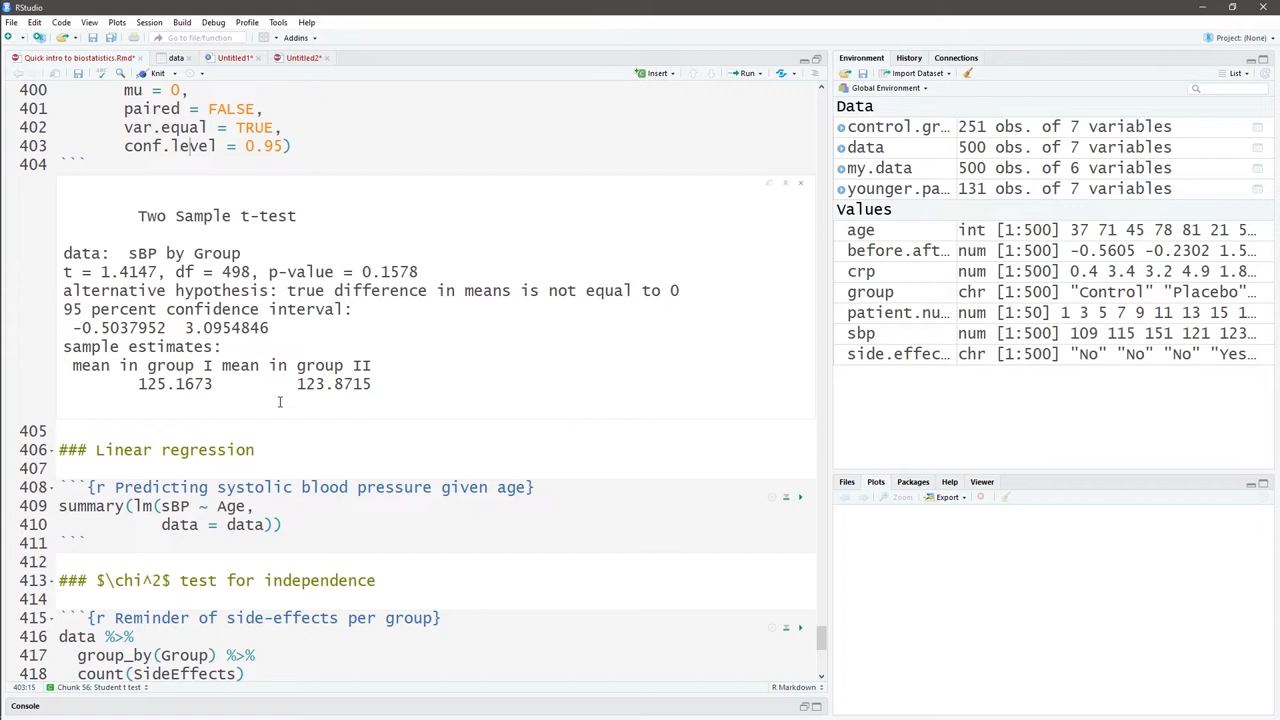 RStudio
File Edit Code View Plots Session Build Debug Profile Tools Help
Go to file/function Addins Project: (None)
Quick intro to biostatistics.Rmd* data Untitled1* Untitled2*
Knit Insert Run
400 mu = 0,
401 paired = FALSE,
402 var.equal = TRUE,
403 conf.level = 0.95)
404 ```
Two Sample t-test
data: sBP by Group
t = 1.4147, df = 498, p-value = 0.1578
alternative hypothesis: true difference in means is not equal to 0
95 percent confidence interval:
-0.5037952 3.0954846
sample estimates:
mean in group I mean in group II
125.1673 123.8715
405
406 ### Linear regression
407
408 ```{r Predicting systolic blood pressure given age}
409 summary(lm(sBP ~ Age,
410 data = data))
411 ```
412
413 ### $\chi^2$ test for independence
414
415 ```{r Reminder of side-effects per group}
416 data %>%
417 group_by(Group) %>%
418 count(SideEffects)
403:15 Chunk 56: Student t test R Markdown
Console
Environment History Connections
Import Dataset List
Global Environment
Data
control.gr… 251 obs. of 7 variables
data 500 obs. of 7 variables
my.data 500 obs. of 6 variables
younger.pa… 131 obs. of 7 variables
Values
age int [1:500] 37 71 45 78 81 21 5…
before.aft… num [1:500] -0.5605 -0.2302 1.5…
crp num [1:500] 0.4 3.4 3.2 4.9 1.8…
group chr [1:500] "Control" "Placebo"…
patient.nu… num [1:50] 1 3 5 7 9 11 13 15 1…
sbp num [1:500] 109 115 151 121 123…
side.effec… chr [1:500] "No" "No" "No" "Yes…
Files Plots Packages Help Viewer
Zoom Export